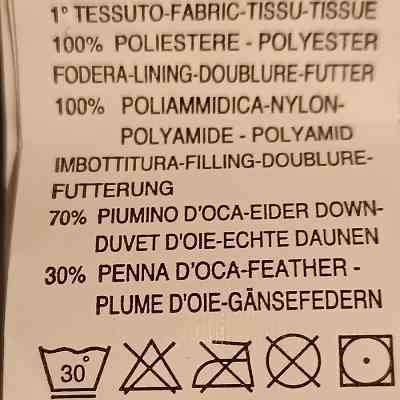 1° TESSUTO-FABRIC-TISSU-TISSUE
100% POLIESTERE - POLYESTER
FODERA-LINING-DOUBLURE-FUTTER
100% POLIAMMIDICA-NYLON-
POLYAMIDE - POLYAMID
IMBOTTITURA-FILLING-DOUBLURE-
FUTTERUNG
70% PIUMINO D'OCA-EIDER DOWN-
DUVET D'OIE-ECHTE DAUNEN
30% PENNA D'OCA-FEATHER -
PLUME D'OIE-GÄNSEFEDERN
30°